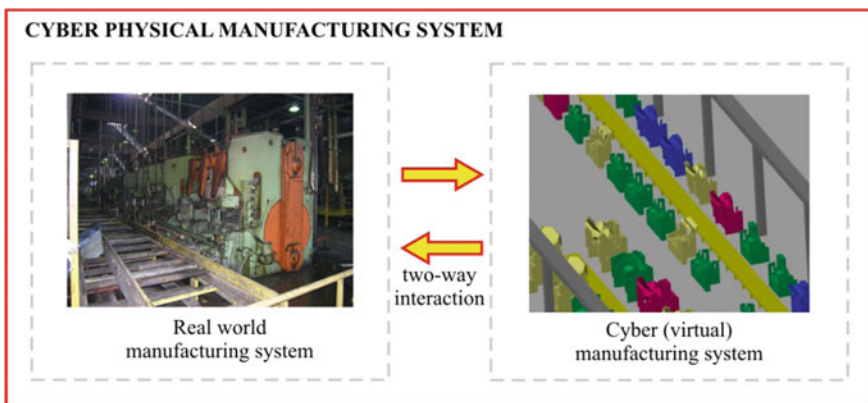 CYBER PHYSICAL MANUFACTURING SYSTEM
two-way
interaction
Real world
manufacturing system
Cyber (virtual)
manufacturing system